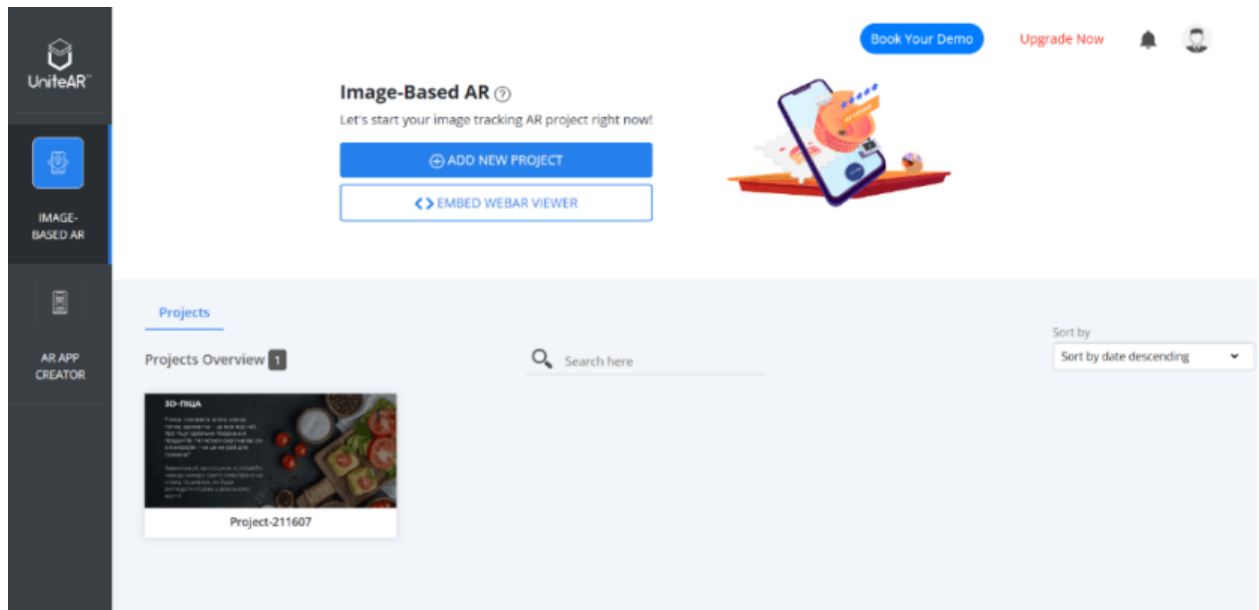 UniteAR™
Book Your Demo
Upgrade Now
Image-Based AR ?
Let's start your image tracking AR project right now!
ADD NEW PROJECT
< > EMBED WEBAR VIEWER
IMAGE-
BASED AR
AR APP
CREATOR
Projects
Sort by
Projects Overview 1
Search here
Sort by date descending
3D-ПІЦА
Project-211607